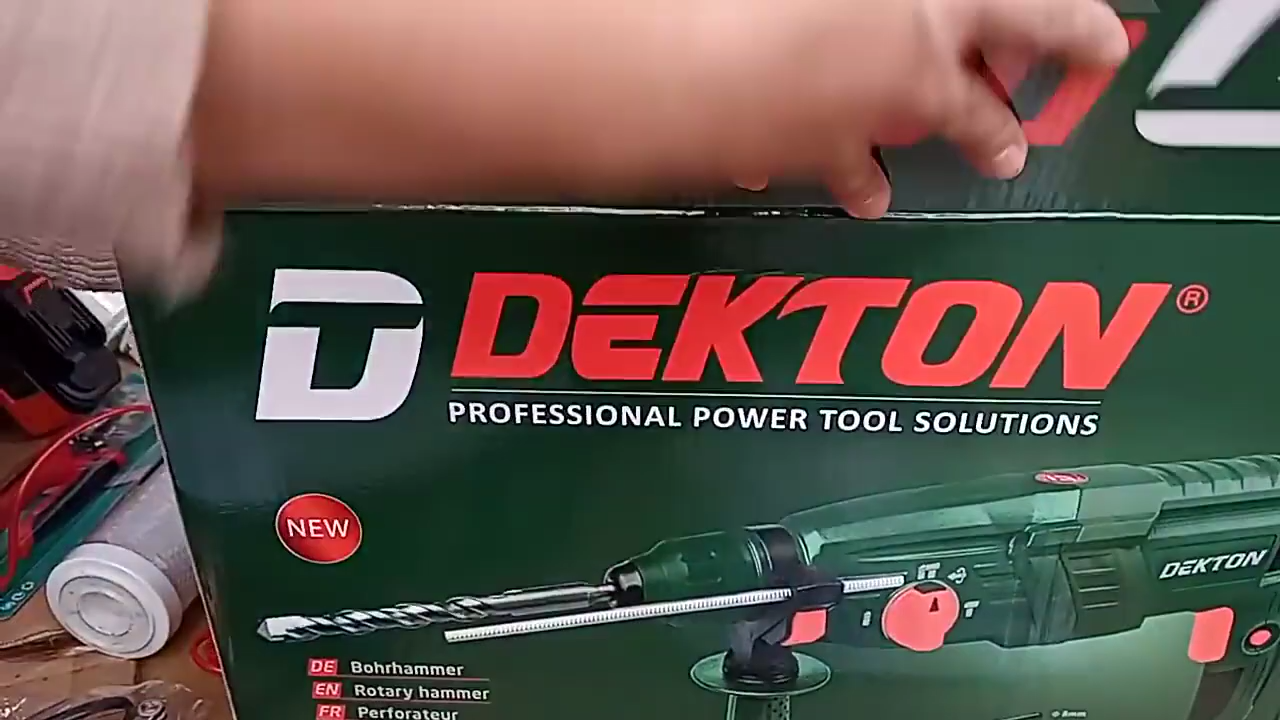 DEKTON®
PROFESSIONAL POWER TOOL SOLUTIONS
NEW
DEKTON
DE Bohrhammer
EN Rotary hammer
FR Perforateur